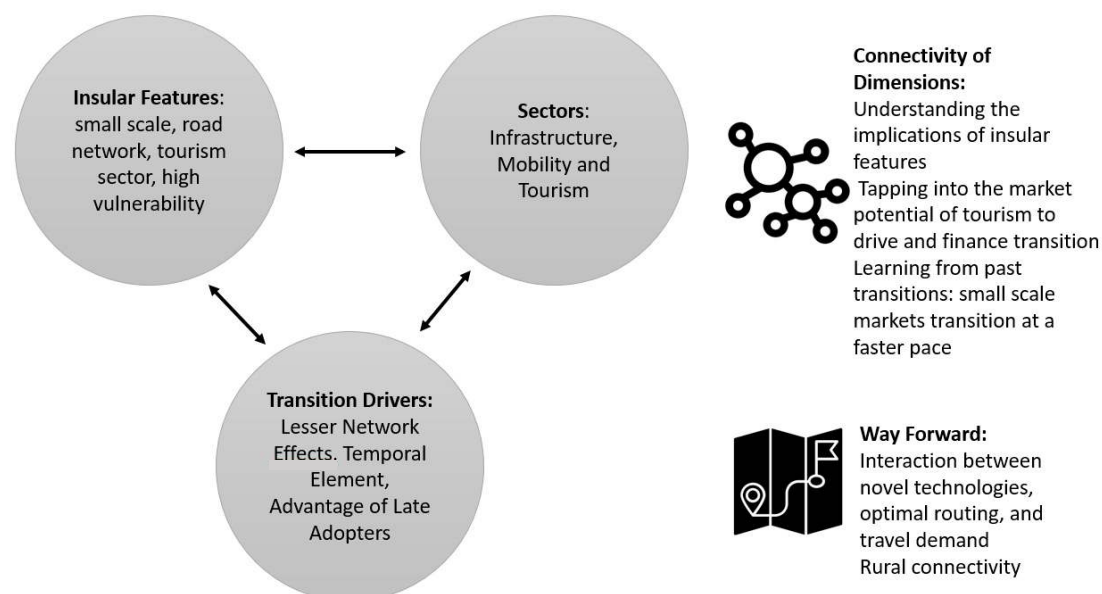 Insular Features:
small scale, road
network, tourism
sector, high
vulnerability
Sectors:
Infrastructure,
Mobility and
Tourism
Transition Drivers:
Lesser Network
Effects. Temporal
Element,
Advantage of Late
Adopters
Connectivity of
Dimensions:
Understanding the
implications of insular
features
Tapping into the market
potential of tourism to
drive and finance transition
Learning from past
transitions: small scale
markets transition at a
faster pace
Way Forward:
Interaction between
novel technologies,
optimal routing, and
travel demand
Rural connectivity